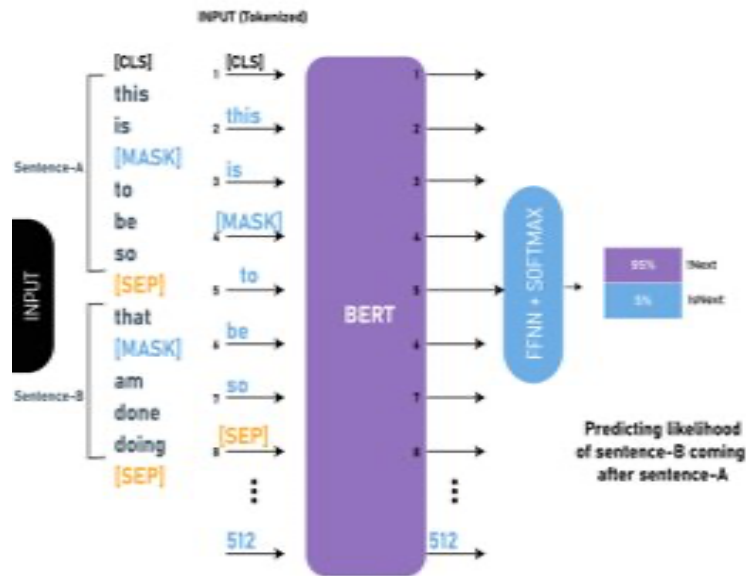 INPUT (Tokenized)
[CLS]
this
is
[MASK]
to
be
so
[SEP]
that
[MASK]
am
done
doing
[SEP]
Sentence-A
Sentence-B
INPUT
1 [CLS]
2 this
3 is
4 [MASK]
5 to
6 be
7 so
8 [SEP]
512
BERT
1
2
3
4
5
6
7
8
512
FFNN + SOFTMAX
95% !Next
5% IsNext
Predicting likelihood
of sentence-B coming
after sentence-A